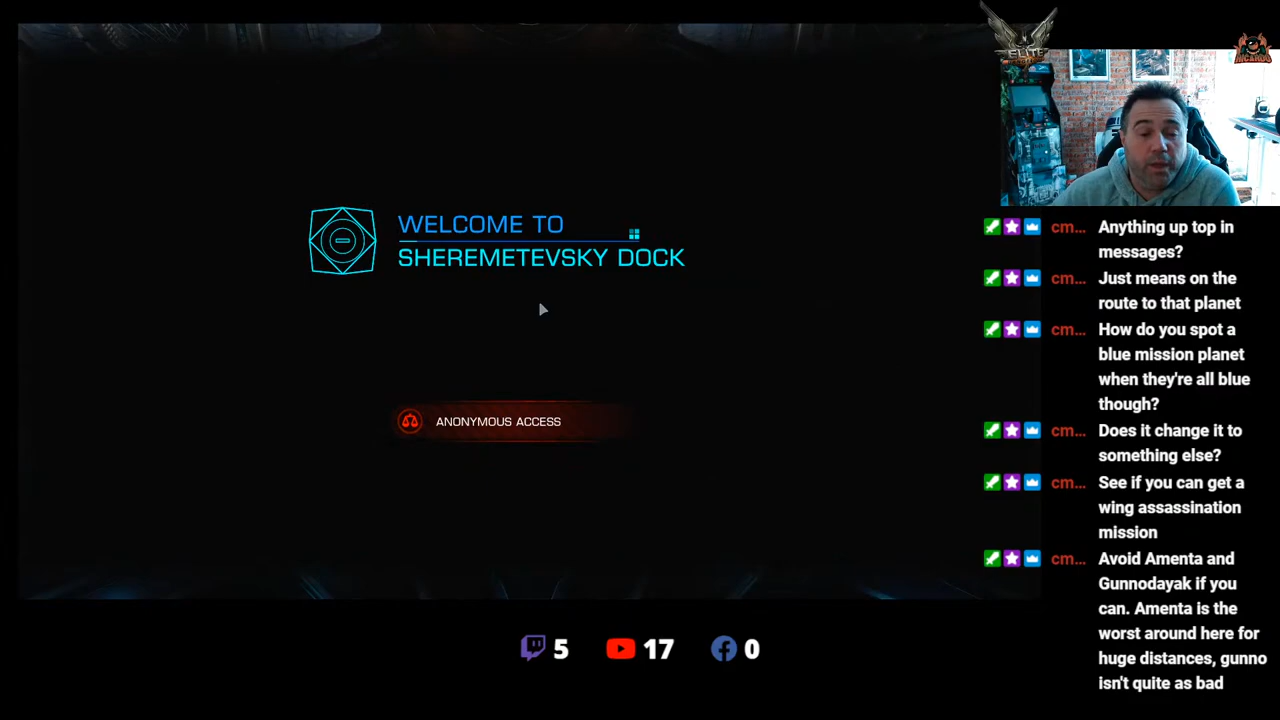 ELITE
RICARDO
WELCOME TO
SHEREMETEVSKY DOCK
ANONYMOUS ACCESS
cm... Anything up top in
messages?
cm... Just means on the
route to that planet
cm... How do you spot a
blue mission planet
when they're all blue
though?
cm... Does it change it to
something else?
cm... See if you can get a
wing assassination
mission
cm... Avoid Amenta and
Gunnodayak if you
can. Amenta is the
worst around here for
huge distances, gunno
isn't quite as bad
5 17 0